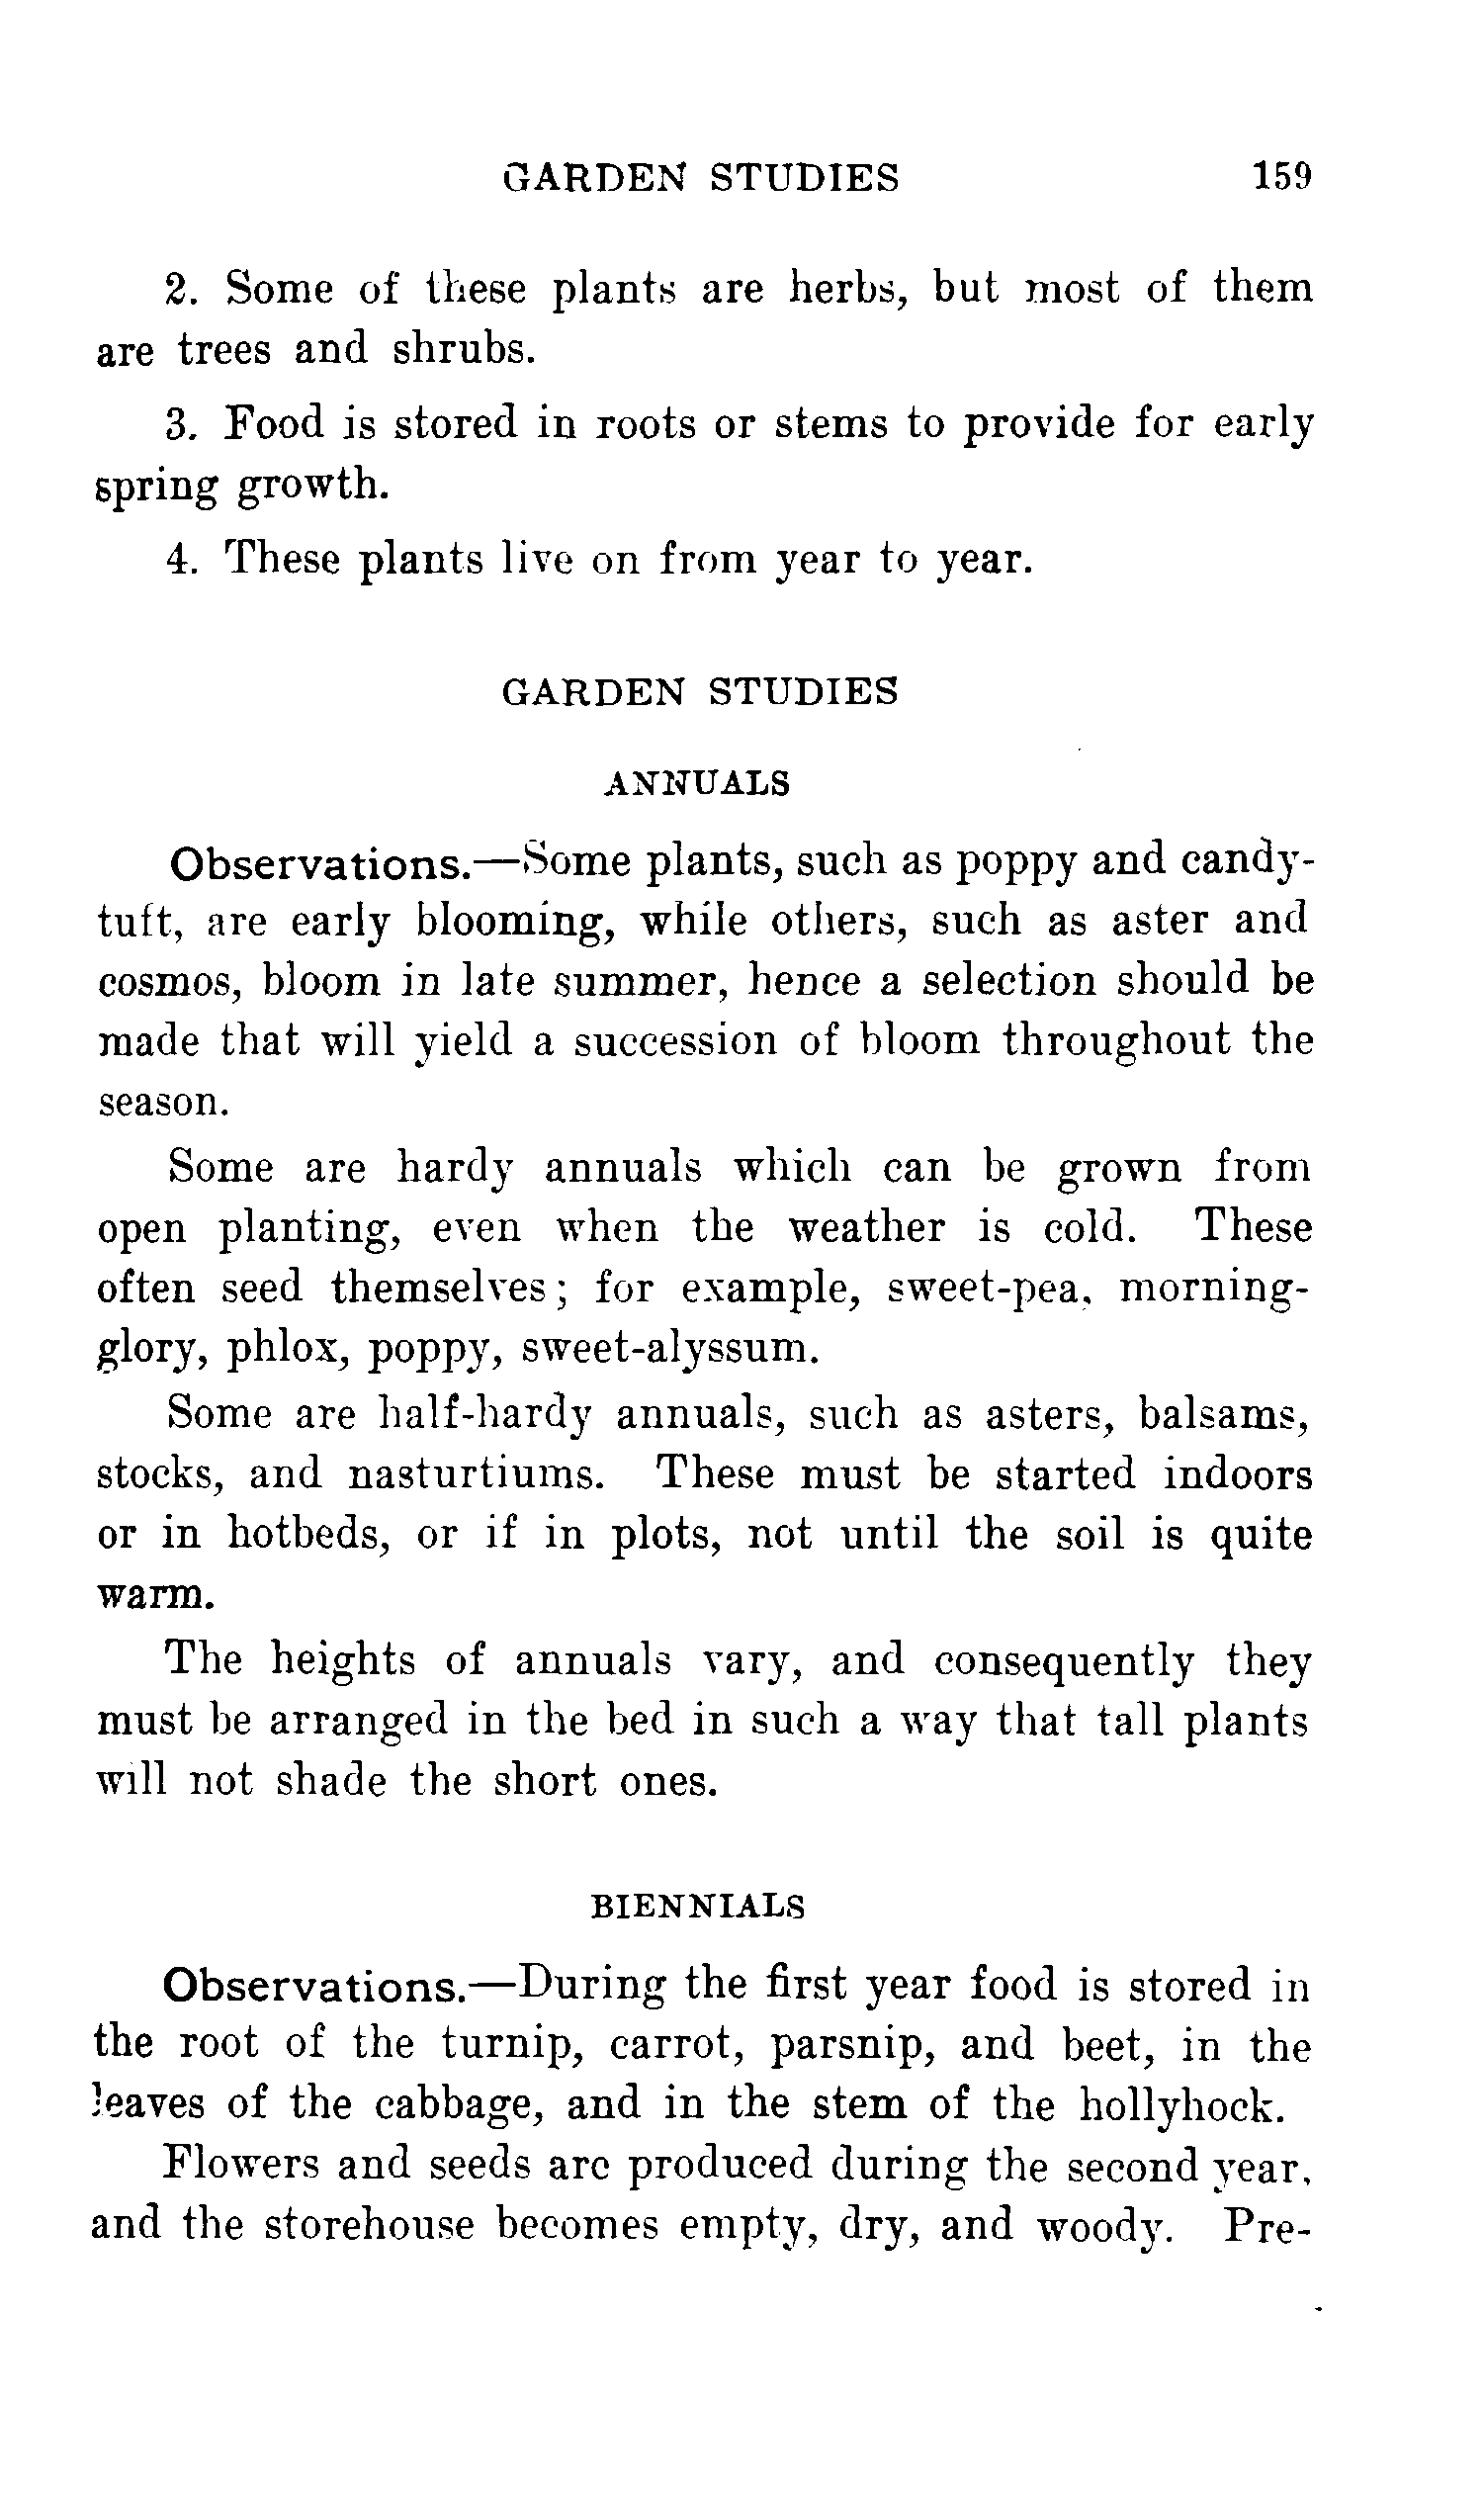 GARDEN STUDIES 159
2. Some of these plants are herbs, but most of them
are trees and shrubs.
3. Food is stored in roots or stems to provide for early
spring growth.
4. These plants live on from year to year.
GARDEN STUDIES
ANNUALS
Observations.—Some plants, such as poppy and candy-
tuft, are early blooming, while others, such as aster and
cosmos, bloom in late summer, hence a selection should be
made that will yield a succession of bloom throughout the
season.
Some are hardy annuals which can be grown from
open planting, even when the weather is cold. These
often seed themselves; for example, sweet-pea, morning-
glory, phlox, poppy, sweet-alyssum.
Some are half-hardy annuals, such as asters, balsams,
stocks, and nasturtiums. These must be started indoors
or in hotbeds, or if in plots, not until the soil is quite
warm.
The heights of annuals vary, and consequently they
must be arranged in the bed in such a way that tall plants
will not shade the short ones.
BIENNIALS
Observations.—During the first year food is stored in
the root of the turnip, carrot, parsnip, and beet, in the
leaves of the cabbage, and in the stem of the hollyhock.
Flowers and seeds are produced during the second year,
and the storehouse becomes empty, dry, and woody. Pre-